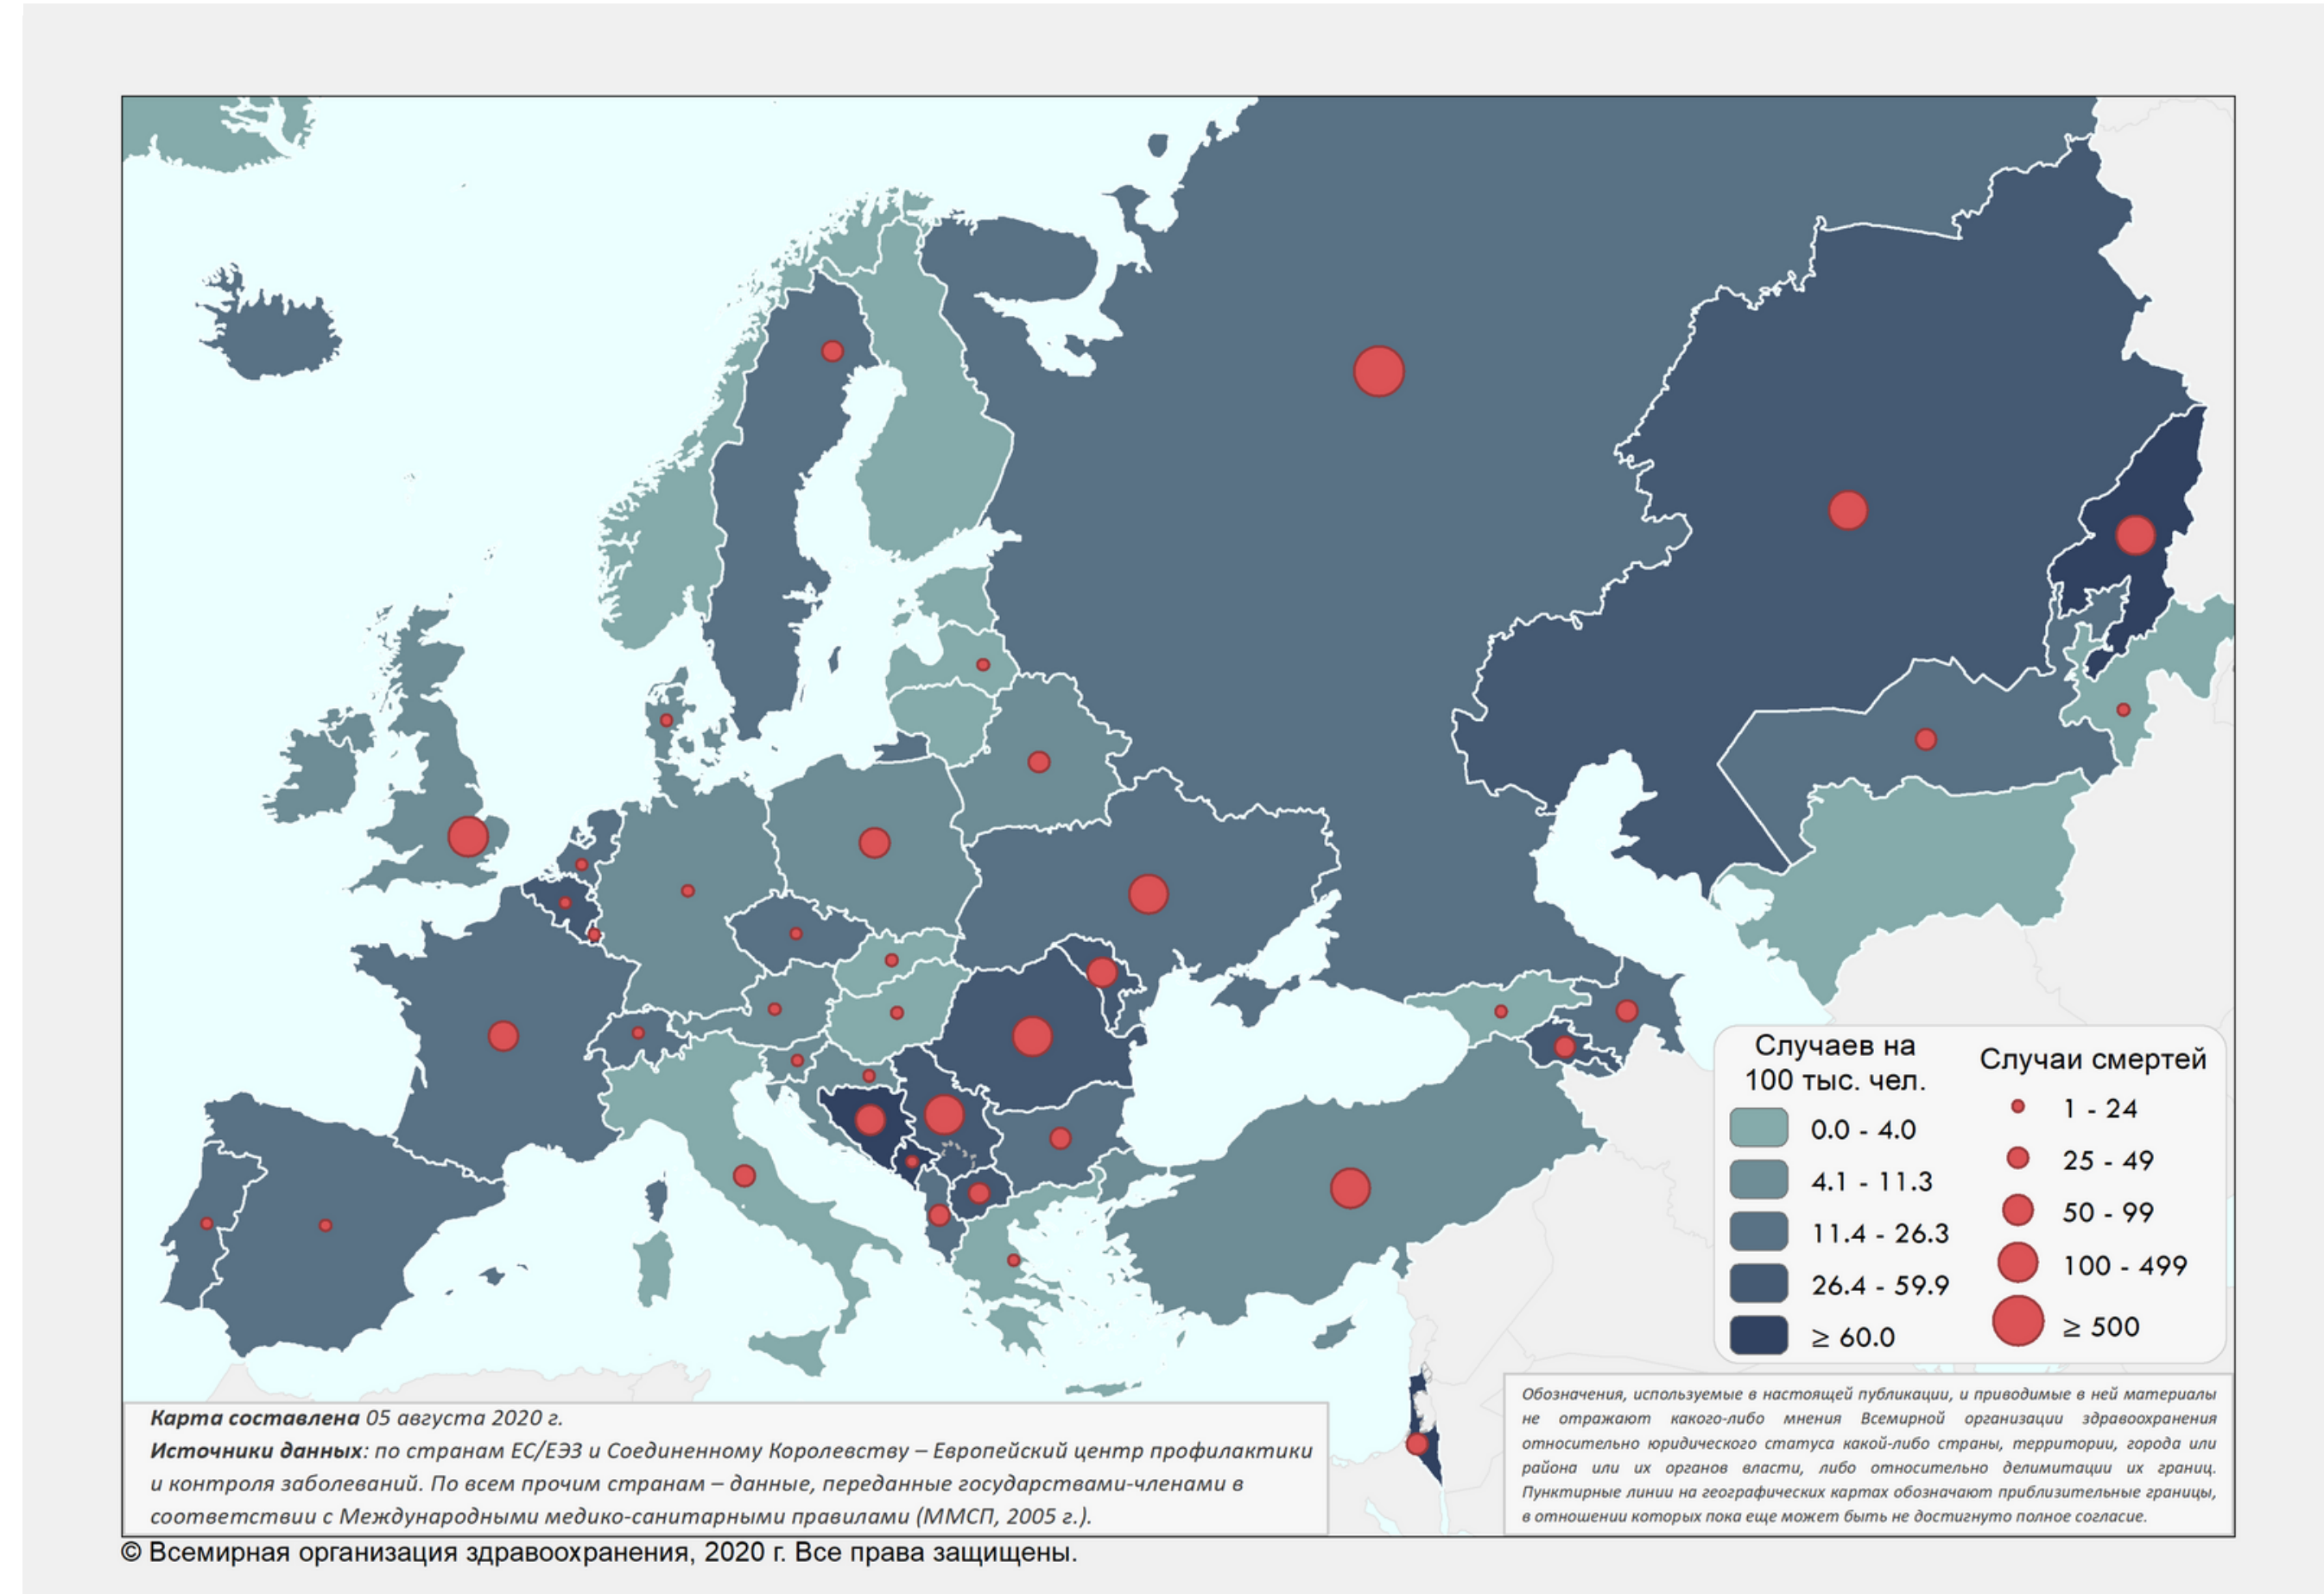 Случаев на
100 тыс. чел.
0.0 - 4.0
4.1 - 11.3
11.4 - 26.3
26.4 - 59.9
≥ 60.0
Случаи смертей
1 - 24
25 - 49
50 - 99
100 - 499
≥ 500
Карта составлена 05 августа 2020 г.
Источники данных: по странам ЕС/ЕЭЗ и Соединенному Королевству – Европейский центр профилактики
и контроля заболеваний. По всем прочим странам – данные, переданные государствами-членами в
соответствии с Международными медико-санитарными правилами (ММСП, 2005 г.).
Обозначения, используемые в настоящей публикации, и приводимые в ней материалы
не отражают какого-либо мнения Всемирной организации здравоохранения
относительно юридического статуса какой-либо страны, территории, города или
района или их органов власти, либо относительно делимитации их границ.
Пунктирные линии на географических картах обозначают приблизительные границы,
в отношении которых пока еще может быть не достигнуто полное согласие.
© Всемирная организация здравоохранения, 2020 г. Все права защищены.